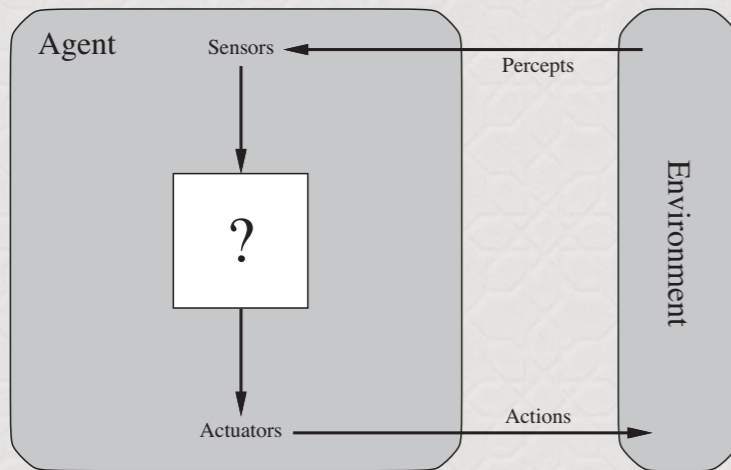 Agent
Sensors
Percepts
Environment
?
Actuators
Actions